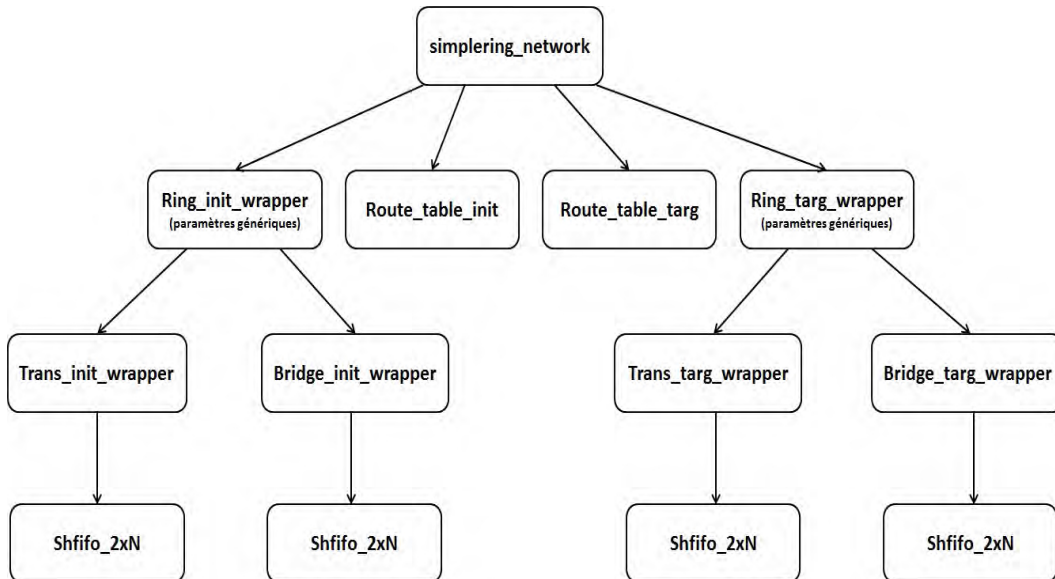 simplering_network
Ring_init_wrapper
(paramètres génériques)
Route_table_init
Route_table_targ
Ring_targ_wrapper
(paramètres génériques)
Trans_init_wrapper
Bridge_init_wrapper
Trans_targ_wrapper
Bridge_targ_wrapper
Shfifo_2xN
Shfifo_2xN
Shfifo_2xN
Shfifo_2xN